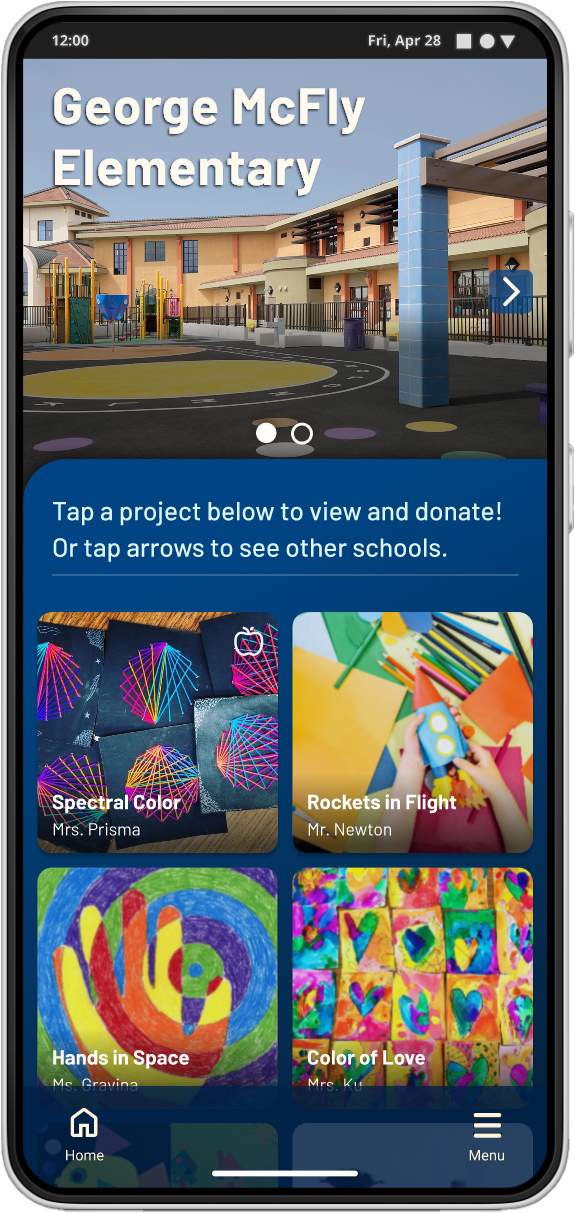 12:00
Fri, Apr 28
George McFly
Elementary
Tap a project below to view and donate!
Or tap arrows to see other schools.
Spectral Color
Mrs. Prisma
Rockets in Flight
Mr. Newton
Hands in Space
Ms. Gravina
Color of Love
Mrs. Ku
Home
Menu